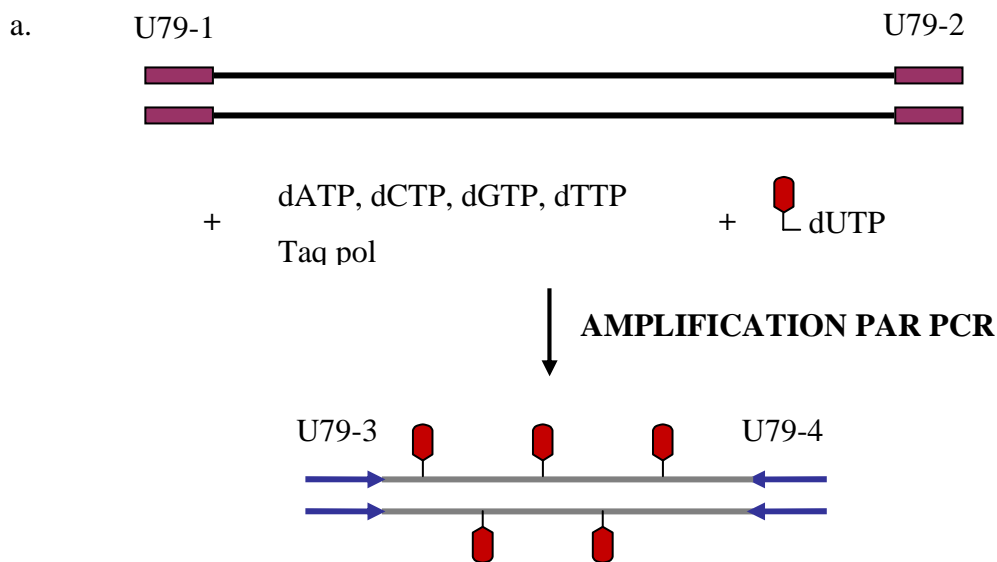 a.
U79-1 U79-2
dATP, dCTP, dGTP, dTTP
+ + dUTP
Taq pol
AMPLIFICATION PAR PCR
U79-3 U79-4